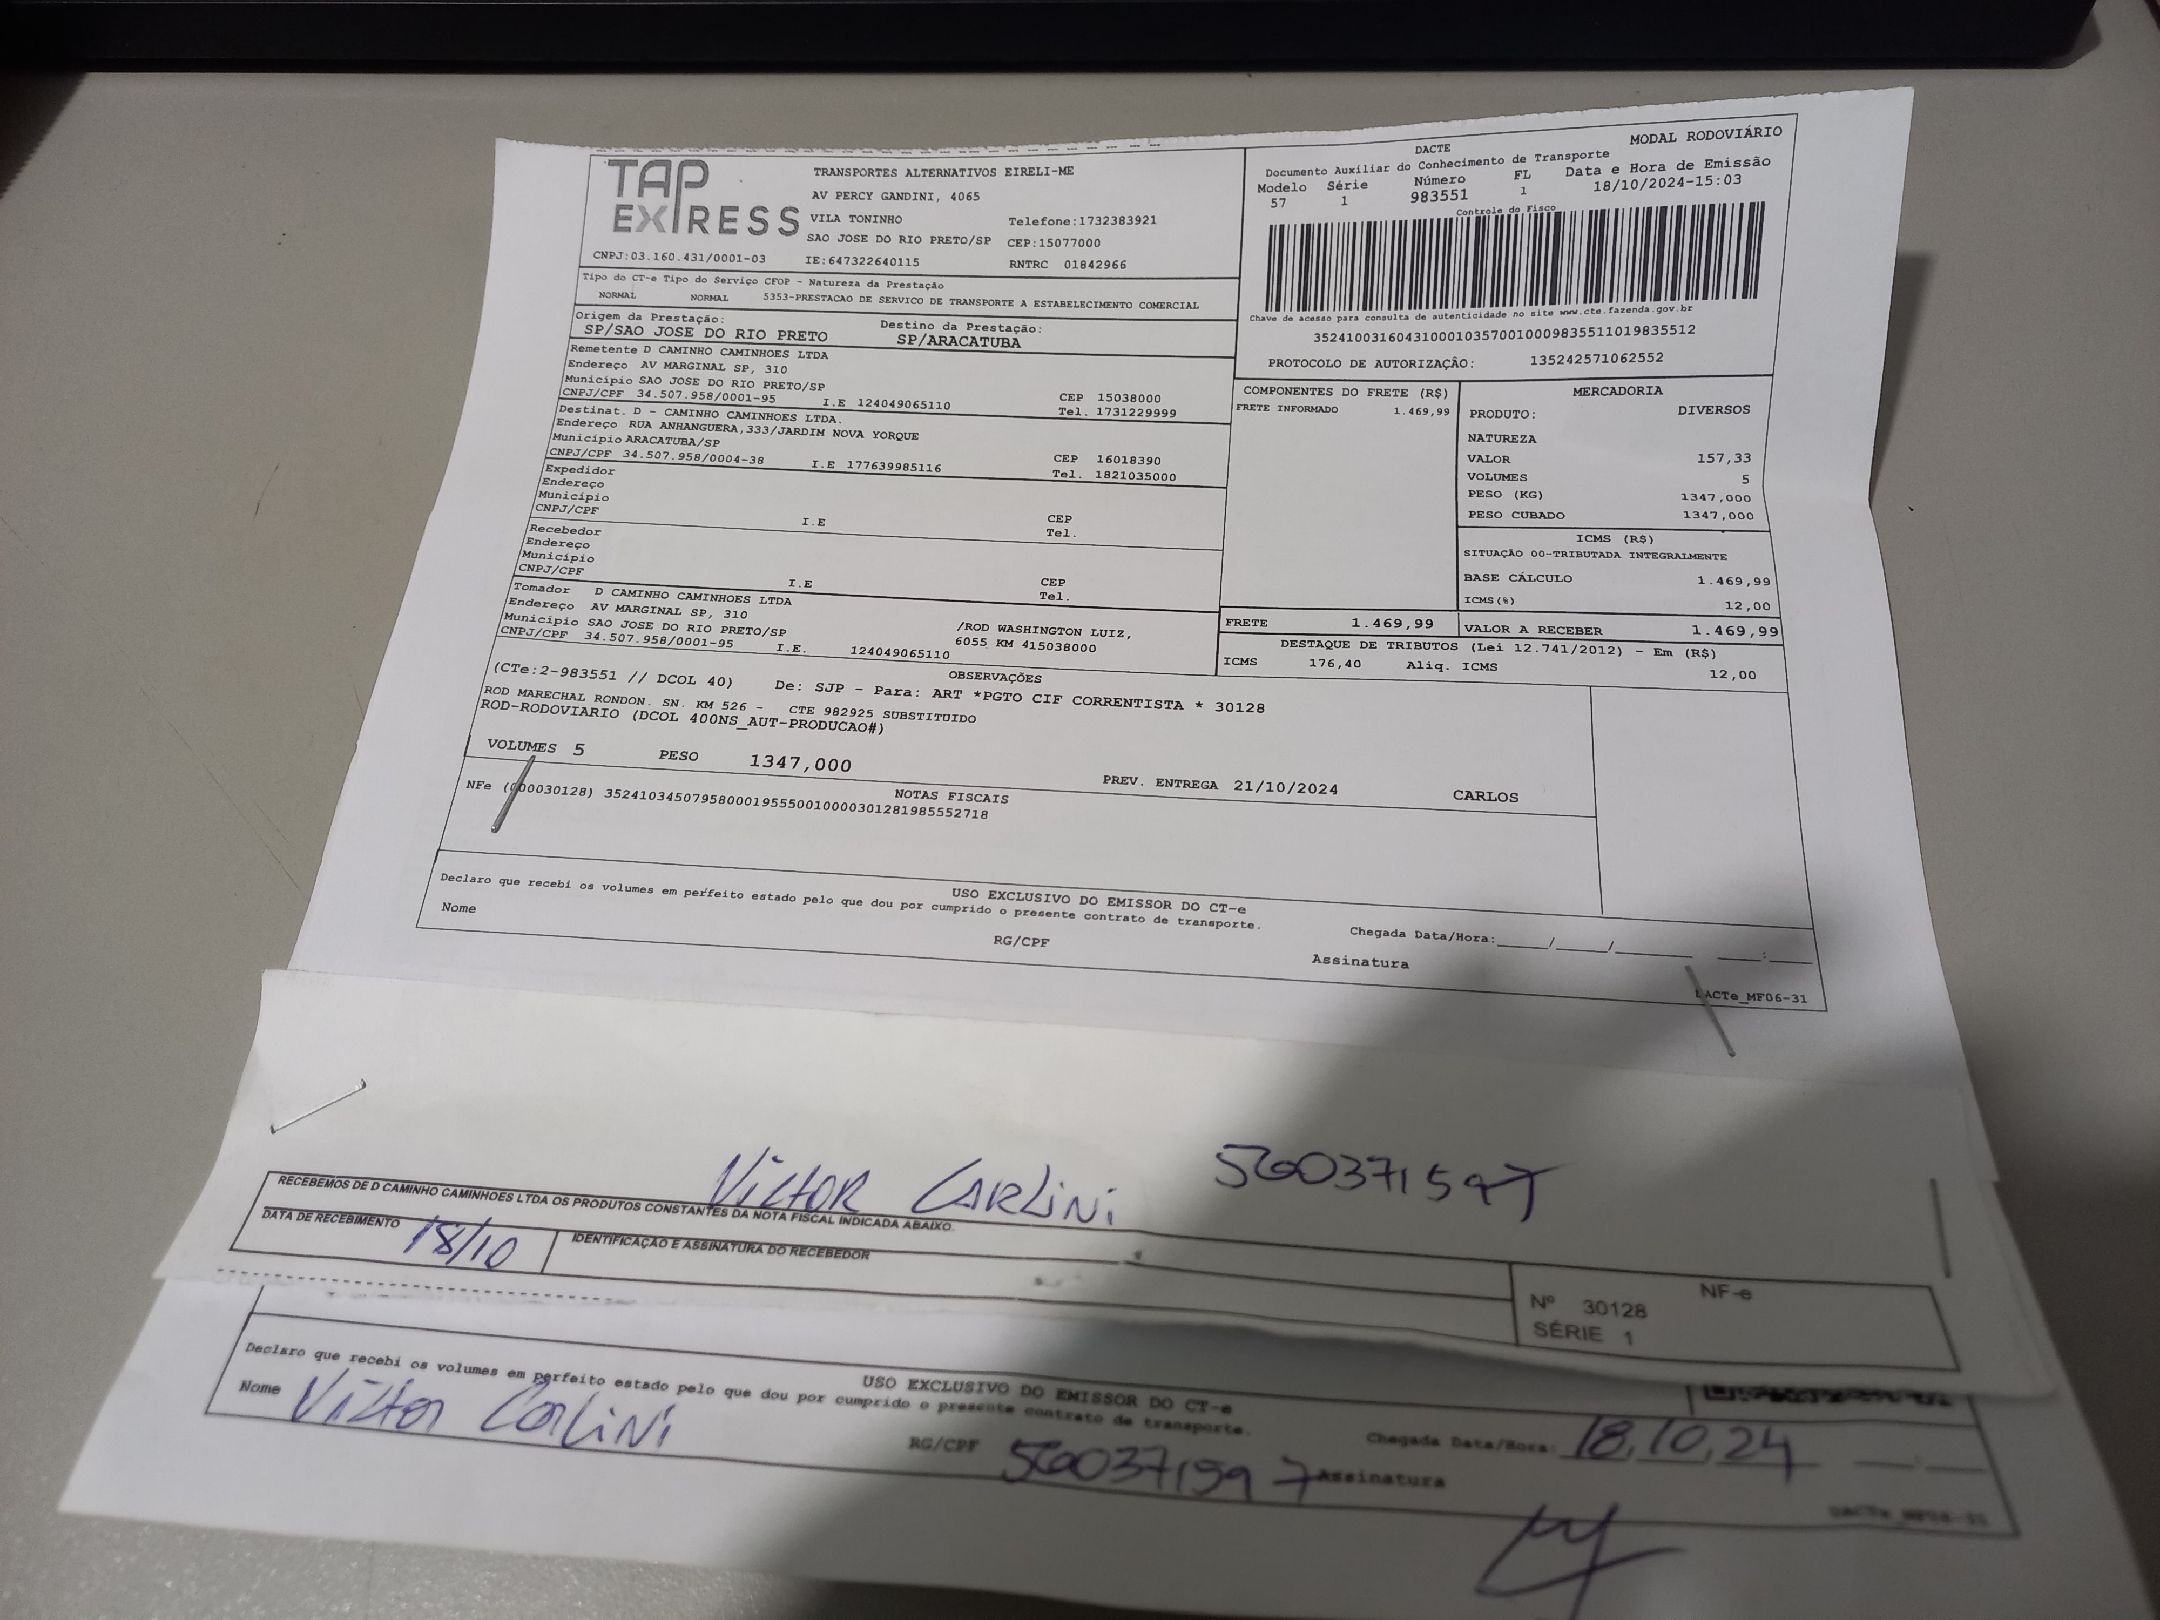 TAP EXPRESS
TRANSPORTES ALTERNATIVOS EIRELI-ME
AV PERCY GANDINI, 4065
VILA TONINHO Telefone:1732383921
SAO JOSE DO RIO PRETO/SP CEP:15077000
CNPJ:03.160.431/0001-03 IE:647322640115 RNTRC 01842966
DACTE MODAL RODOVIÁRIO
Documento Auxiliar do Conhecimento de Transporte
Modelo Série Número FL Data e Hora de Emissão
57 1 983551 1 18/10/2024-15:03
Controle do Fisco
Chave de acesso para consulta de autenticidade no site www.cte.fazenda.gov.br
35241003160431000103570010009835511019835512
PROTOCOLO DE AUTORIZAÇÂO: 135242571062552
Tipo do CT-e Tipo do Serviço CFOP - Natureza da Prestação
NORMAL NORMAL 5353-PRESTACAO DE SERVICO DE TRANSPORTE A ESTABELECIMENTO COMERCIAL
Origem da Prestação: Destino da Prestação:
SP/SAO JOSE DO RIO PRETO SP/ARACATUBA
Remetente D CAMINHO CAMINHOES LTDA
Endereço AV MARGINAL SP, 310
Município SAO JOSE DO RIO PRETO/SP CEP 15038000
CNPJ/CPF 34.507.958/0001-95 I.E 124049065110 Tel. 1731229999
Destinat. D - CAMINHO CAMINHOES LTDA.
Endereço RUA ANHANGUERA,333/JARDIM NOVA YORQUE
Município ARACATUBA/SP CEP 16018390
CNPJ/CPF 34.507.958/0004-38 I.E 177639985116 Tel. 1821035000
Expedidor
Endereço
Município CEP
CNPJ/CPF I.E Tel.
Recebedor
Endereço
Município CEP
CNPJ/CPF I.E Tel.
Tomador D CAMINHO CAMINHOES LTDA
Endereço AV MARGINAL SP, 310 /ROD WASHINGTON LUIZ,
Município SAO JOSE DO RIO PRETO/SP 6055 KM 415038000
CNPJ/CPF 34.507.958/0001-95 I.E. 124049065110
COMPONENTES DO FRETE (R$)
FRETE INFORMADO 1.469,99
MERCADORIA
PRODUTO: DIVERSOS
NATUREZA
VALOR 157,33
VOLUMES 5
PESO (KG) 1347,000
PESO CUBADO 1347,000
ICMS (R$)
SITUAÇÃO 00-TRIBUTADA INTEGRALMENTE
BASE CÁLCULO 1.469,99
ICMS(%) 12,00
FRETE 1.469,99 VALOR A RECEBER 1.469,99
DESTAQUE DE TRIBUTOS (Lei 12.741/2012) - Em (R$)
ICMS 176,40 Aliq. ICMS 12,00
OBSERVAÇÕES
(CTe:2-983551 // DCOL 40) De: SJP - Para: ART *PGTO CIF CORRENTISTA * 30128
ROD MARECHAL RONDON. SN. KM 526 - CTE 982925 SUBSTITUIDO
ROD-RODOVIARIO (DCOL 400NS_AUT-PRODUCAO#)
VOLUMES 5 PESO 1347,000 PREV. ENTREGA 21/10/2024 CARLOS
NOTAS FISCAIS
NFe (000030128) 35241034507958000195550010000301281985552718
USO EXCLUSIVO DO EMISSOR DO CT-e
Declaro que recebi os volumes em perfeito estado pelo que dou por cumprido o presente contrato de transporte.
Nome RG/CPF Assinatura Chegada Data/Hora:_____/_____/_______ ____:____
DACTe_MF06-31
Victor Carlini 560371597
RECEBEMOS DE D CAMINHO CAMINHOES LTDA OS PRODUTOS CONSTANTES DA NOTA FISCAL INDICADA ABAIXO.
DATA DE RECEBIMENTO 18/10 IDENTIFICAÇÃO E ASSINATURA DO RECEBEDOR
NF-e
Nº 30128
SÉRIE 1
USO EXCLUSIVO DO EMISSOR DO CT-e
Declaro que recebi os volumes em perfeito estado pelo que dou por cumprido o presente contrato de transporte.
Nome Victor Carlini RG/CPF 560371597 Assinatura Chegada Data/Hora: 18,10,24